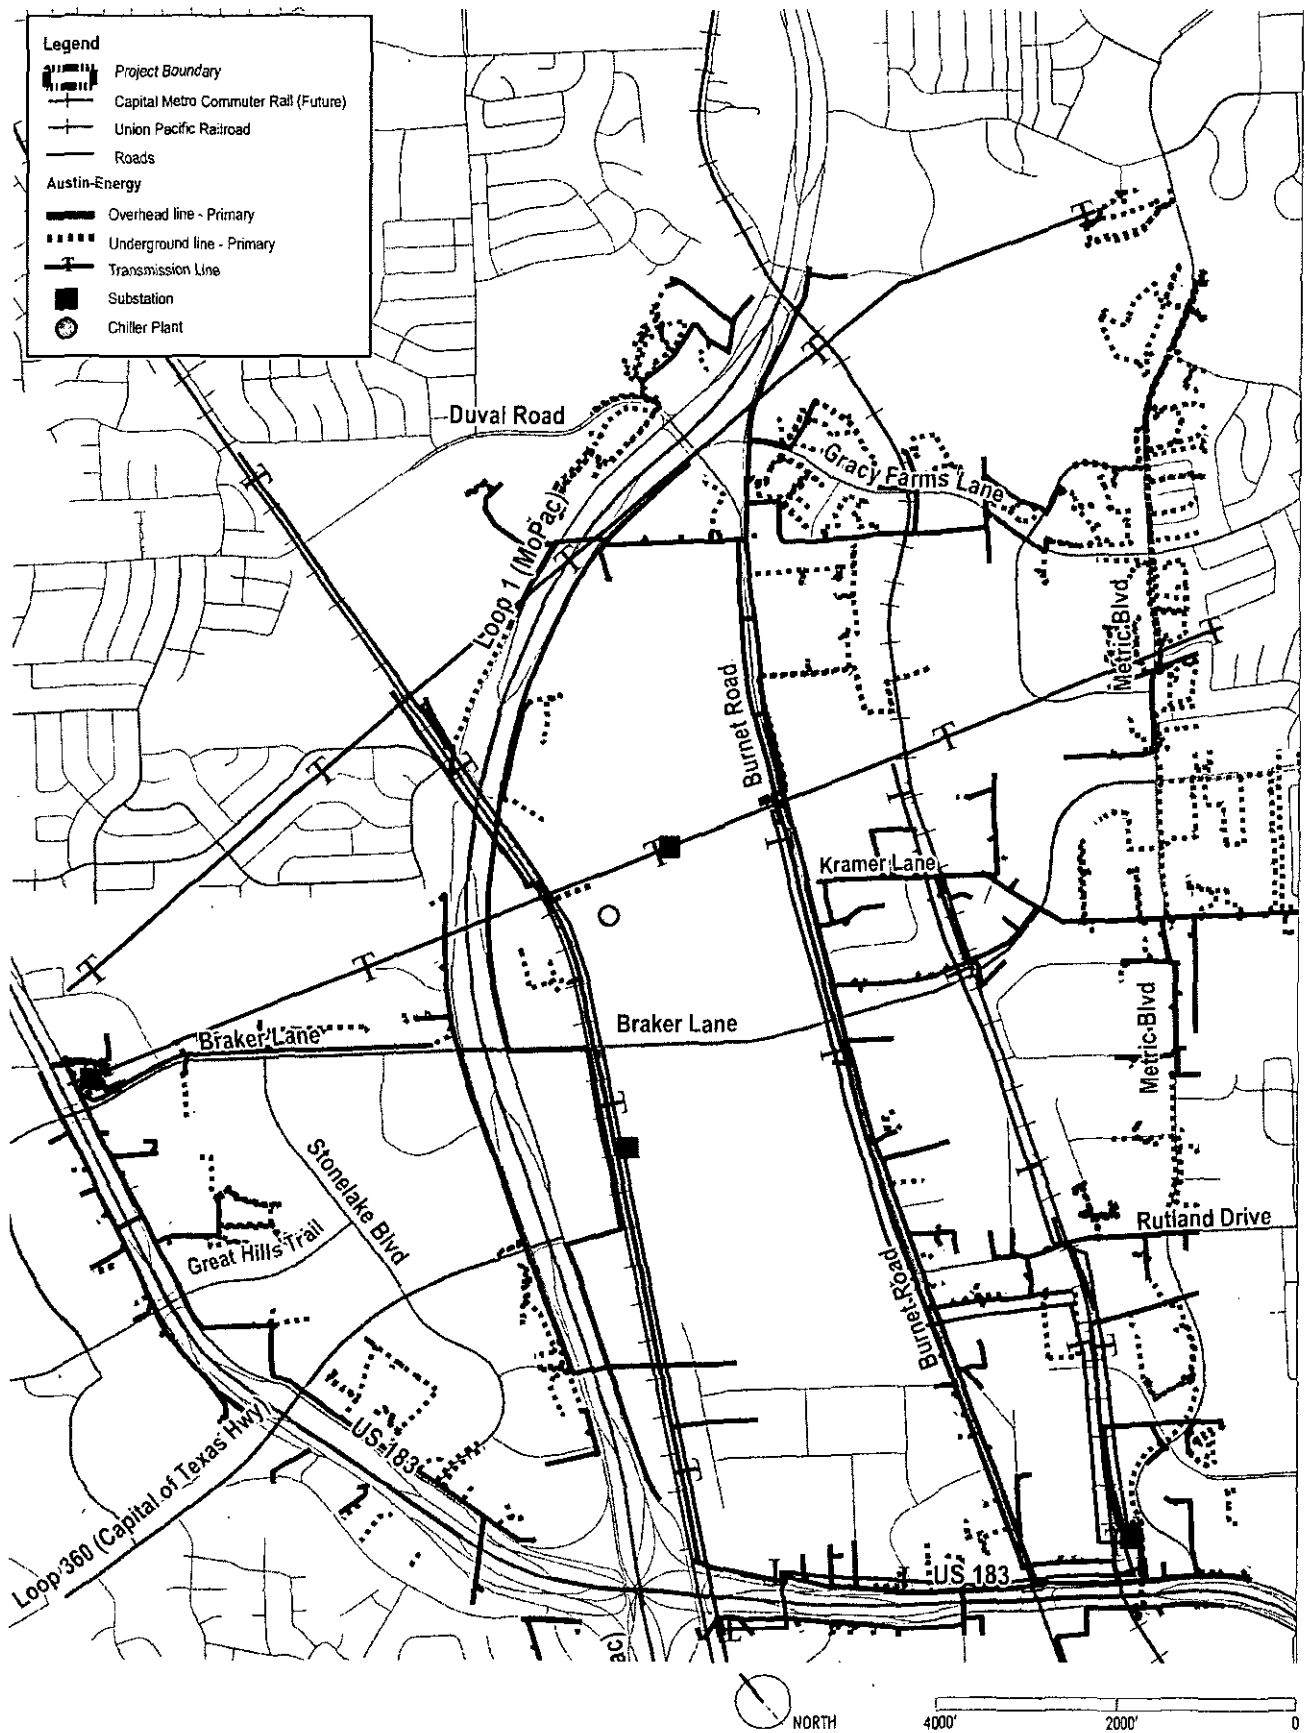 Legend
Project Boundary
Capital Metro Commuter Rail (Future)
Union Pacific Railroad
Roads
Austin-Energy
Overhead line - Primary
Underground line - Primary
Transmission Line
Substation
Chiller Plant
Duval Road
Gracy Farms Lane
Loop 1 (MoPac)
Metric Blvd
Burnet Road
Kramer Lane
Braker Lane
Braker Lane
Metric Blvd
Stonelake Blvd
Rutland Drive
Great Hills Trail
Burnet Road
US 183
Loop 360 (Capital of Texas Hwy)
US 183
ac)
NORTH
4000'
2000'
0